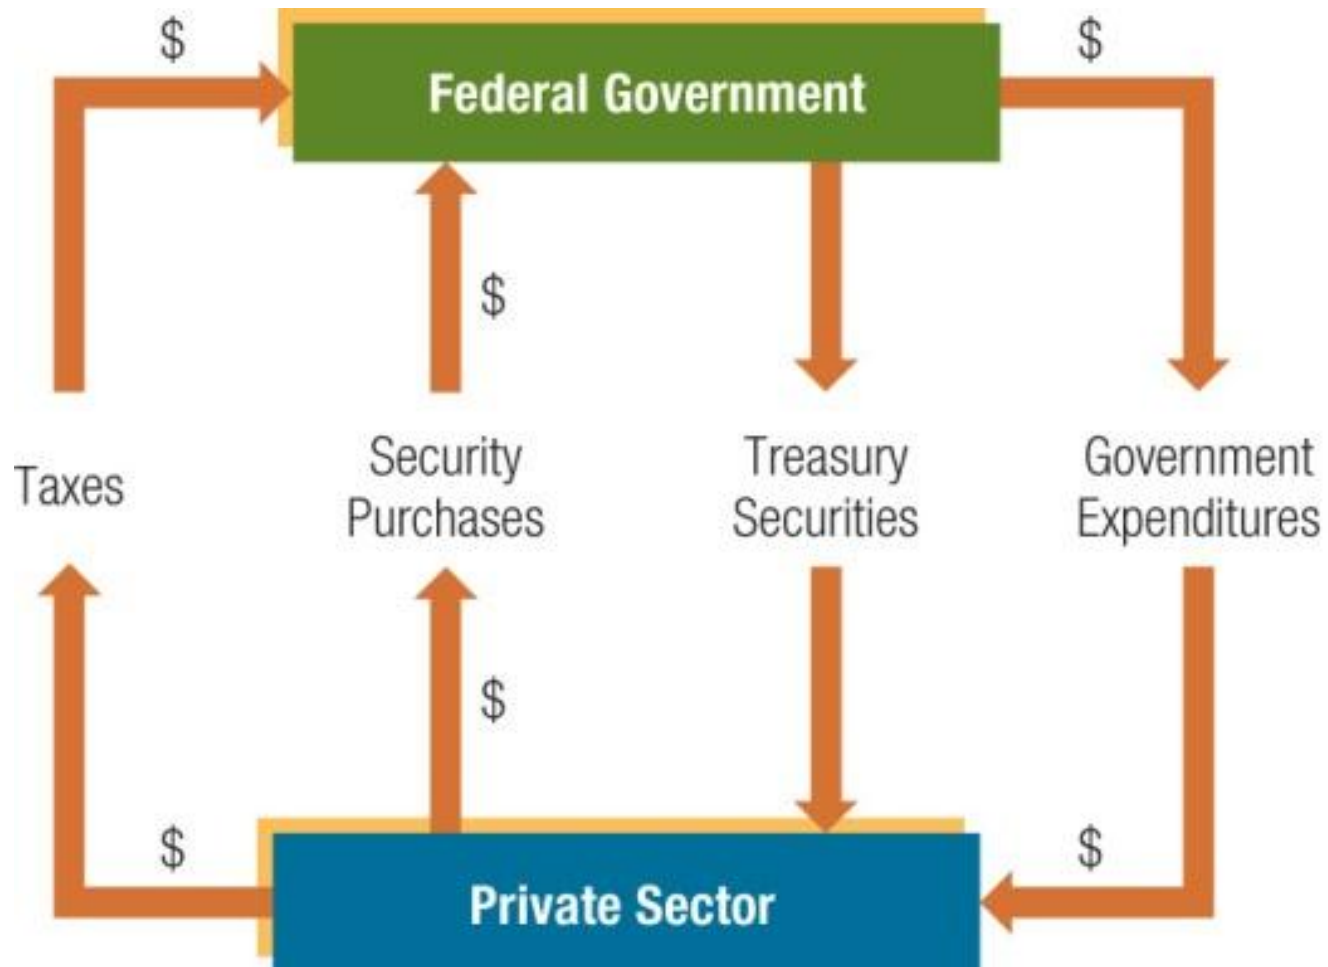 $
$
Federal Government
$
Taxes
Security
Purchases
Treasury
Securities
Government
Expenditures
$
$
$
Private Sector